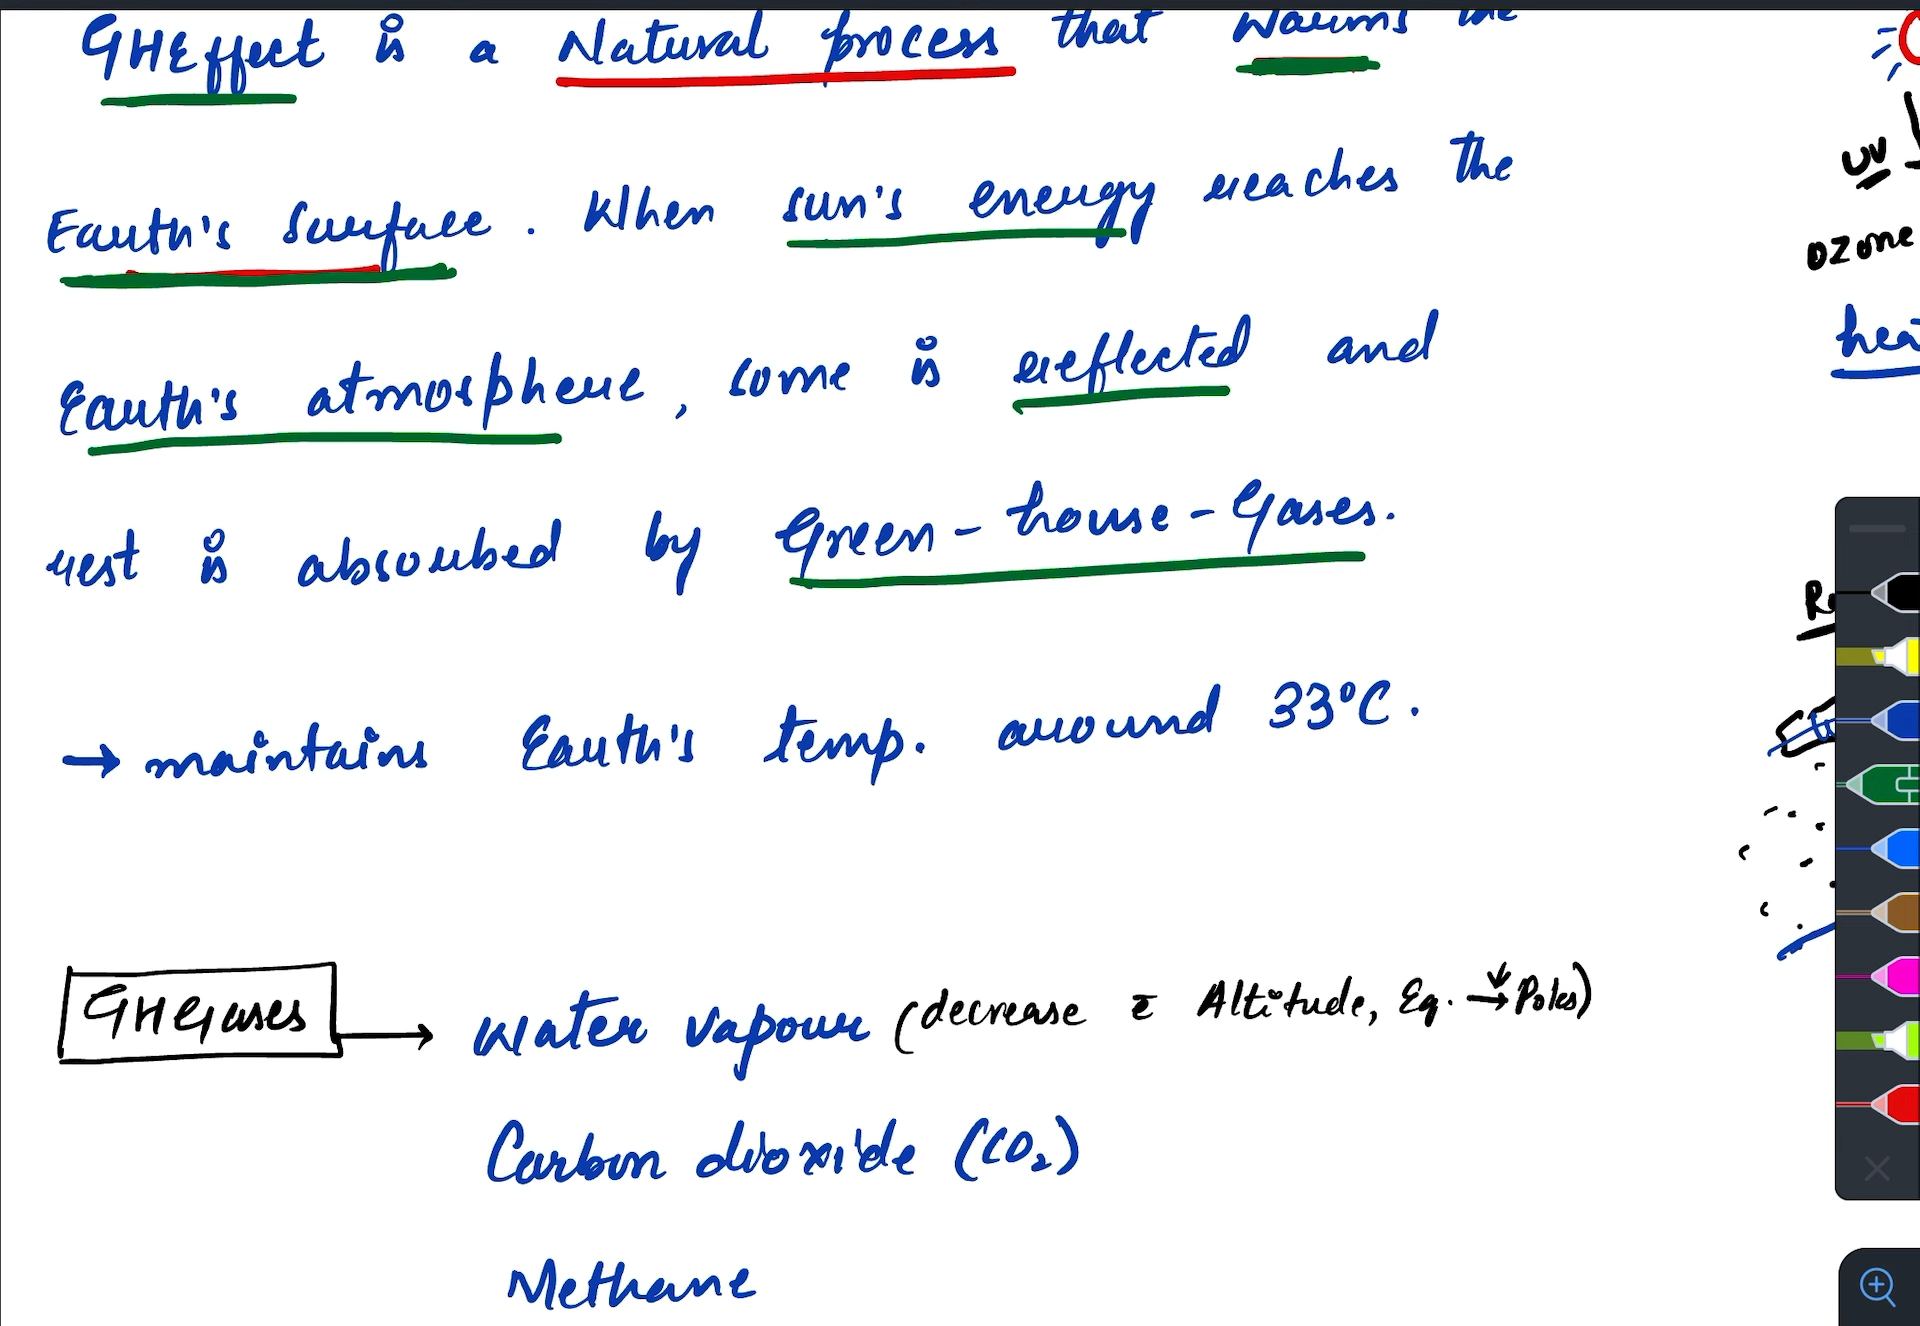 GHEffect is a Natural process that warms the
UV
Earth's Surface. When sun's energy reaches the
ozone
Earth's atmosphere, some is reflected and
rest is absorbed by Green-house-Gases.
→ maintains Earth's temp. around 33°C.
GHGases → Water vapour (decrease c̄ Altitude, Eq. → Poles)
Carbon dioxide (CO₂)
Methane